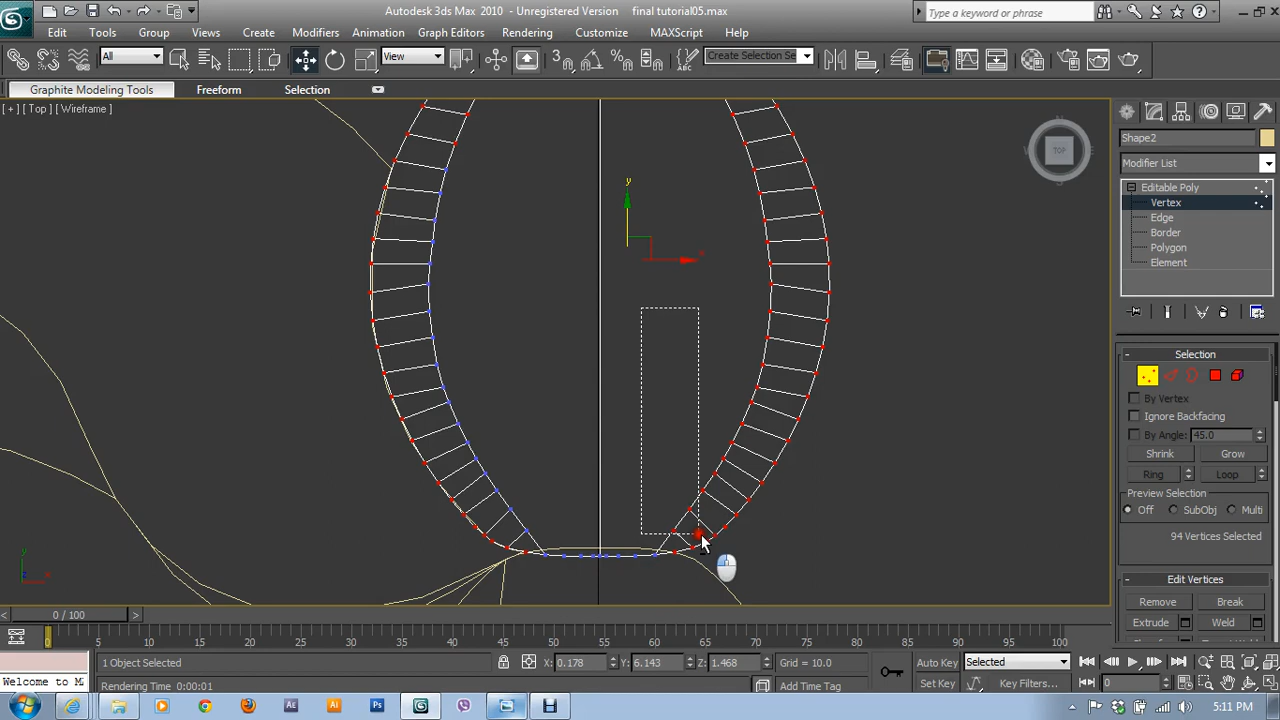 Autodesk 3ds Max 2010 - Unregistered Version final tutorial05.max
Type a keyword or phrase
Edit Tools Group Views Create Modifiers Animation Graph Editors Rendering Customize MAXScript Help
All View Create Selection Se
Graphite Modeling Tools Freeform Selection
[ + ] [ Top ] [ Wireframe ]
TOP
y
Shape2
Modifier List
Editable Poly
Vertex
Edge
Border
Polygon
Element
Selection
By Vertex
Ignore Backfacing
By Angle: 45.0
Shrink Grow
Ring Loop
Preview Selection
Off SubObj Multi
94 Vertices Selected
Edit Vertices
Remove Break
Extrude Weld
0 / 100
0 5 10 15 20 25 30 35 40 45 50 55 60 65 70 75 80 85 90 95 100
1 Object Selected X: 0.178 Y: 6.143 Z: 1.468 Grid = 10.0 Auto Key Selected
Welcome to M Rendering Time 0:00:01 Add Time Tag Set Key Key Filters... 0
5:11 PM